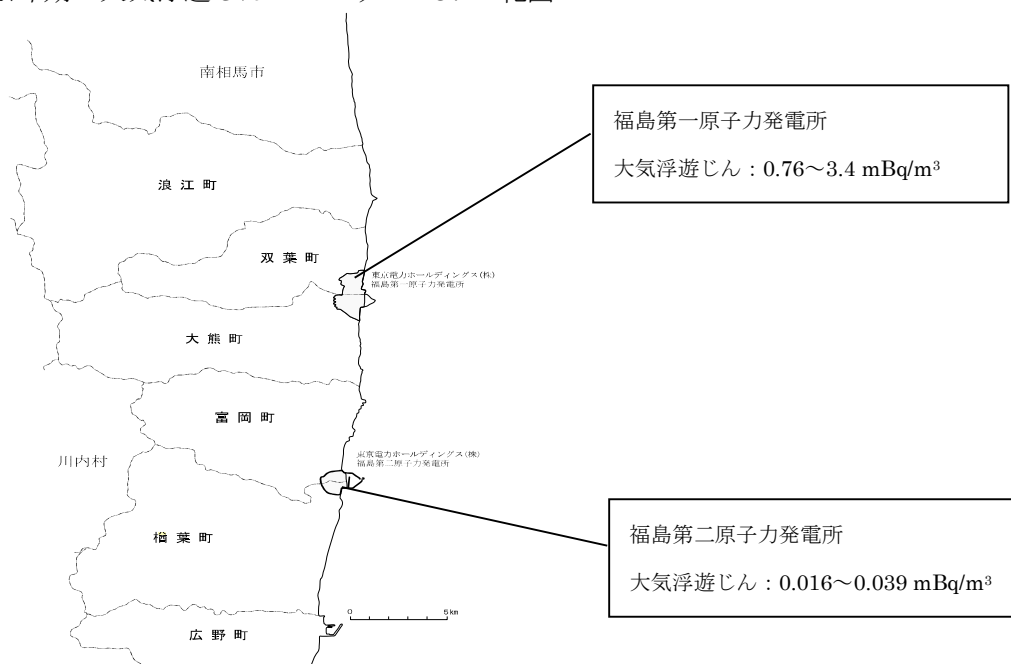 南相馬市
福島第一原子力発電所
大気浮遊じん：0.76～3.4 mBq/m³
浪江町
双葉町
東京電力ホールディングス(株)
福島第一原子力発電所
大熊町
富岡町
東京電力ホールディングス(株)
福島第二原子力発電所
川内村
福島第二原子力発電所
大気浮遊じん：0.016～0.039 mBq/m³
楢葉町
0 5km
広野町